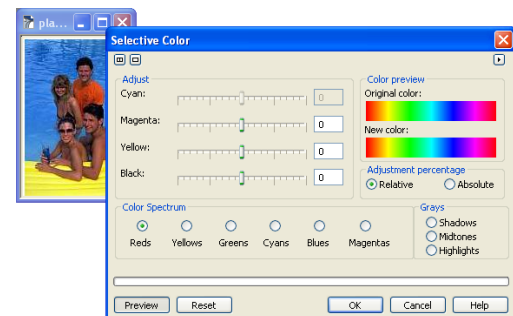 pla...
Selective Color
Adjust
Cyan:
0
Magenta:
0
Yellow:
0
Black:
0
Color preview
Original color:
New color:
Adjustment percentage
Relative
Absolute
Color Spectrum
Reds
Yellows
Greens
Cyans
Blues
Magentas
Grays
Shadows
Midtones
Highlights
Preview
Reset
OK
Cancel
Help